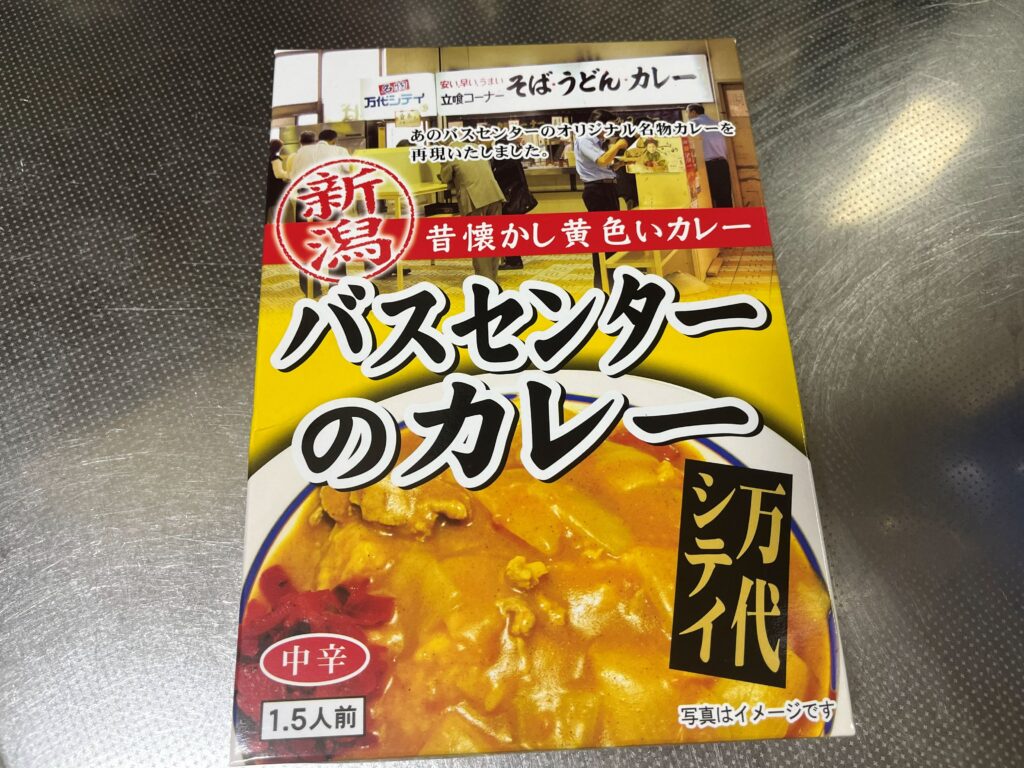 万代シテイ
安い、早い、うまい
立喰コーナー
そば・うどん・カレー
あのバスセンターのオリジナル名物カレーを
再現いたしました。
新潟
昔懐かし黄色いカレー
バスセンター
のカレー
万代
シテイ
中辛
1.5人前
写真はイメージです